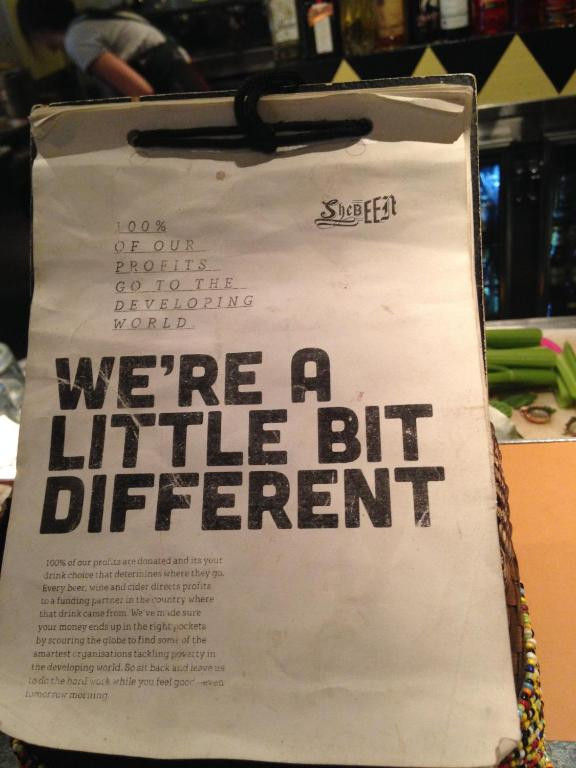 SheBEEN
100%
OF OUR
PROFITS
GO TO THE
DEVELOPING
WORLD
WE'RE A
LITTLE BIT
DIFFERENT
100% of our profits are donated and its your
drink choice that determines where they go.
Every beer, wine and cider directs profits
to a funding partner in the country where
that drink came from. We've made sure
your money ends up in the right pockets
by scouring the globe to find some of the
smartest organisations tackling poverty in
the developing world. So sit back and leave us
to do the hard work while you feel good—even
tomorrow morning.